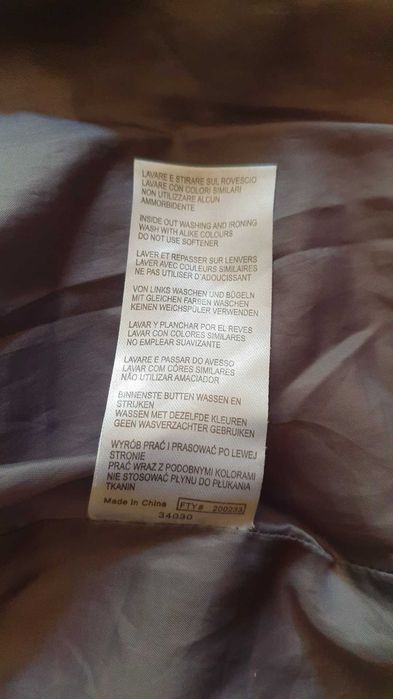 LAVARE E STIRARE SUL ROVESCIO
LAVARE CON COLORI SIMILARI
NON UTILIZZARE ALCUN
AMMORBIDENTE
INSIDE OUT WASHING AND IRONING
WASH WITH ALIKE COLOURS
DO NOT USE SOFTENER
LAVER ET REPASSER SUR LENVERS
LAVER AVEC COULEURS SIMILAIRES
NE PAS UTILISER D'ADOUCISSANT
VON LINKS WASCHEN UND BÜGELN
MIT GLEICHEN FARBEN WASCHEN
KEINEN WEICHSPÜLER VERWENDEN
LAVAR Y PLANCHAR POR EL REVES
LAVAR CON COLORES SIMILARES
NO EMPLEAR SUAVIZANTE
LAVARE E PASSAR DO AVESSO
LAVAR COM CÔRES SIMILARES
NÃO UTILIZAR AMACIADOR
BINNENSTE BUTTEN WASSEN EN
STRIJKEN
WASSEN MET DEZELFDE KLEUREN
GEEN WASVERZACHTER GEBRUIKEN
WYRÓB PRAĆ I PRASOWAĆ PO LEWEJ
STRONIE
PRAĆ WRAZ Z PODOBNYMI KOLORAMI
NIE STOSOWAĆ PŁYNU DO PŁUKANIA
TKANIN
Made in China FTY# 200233
34030